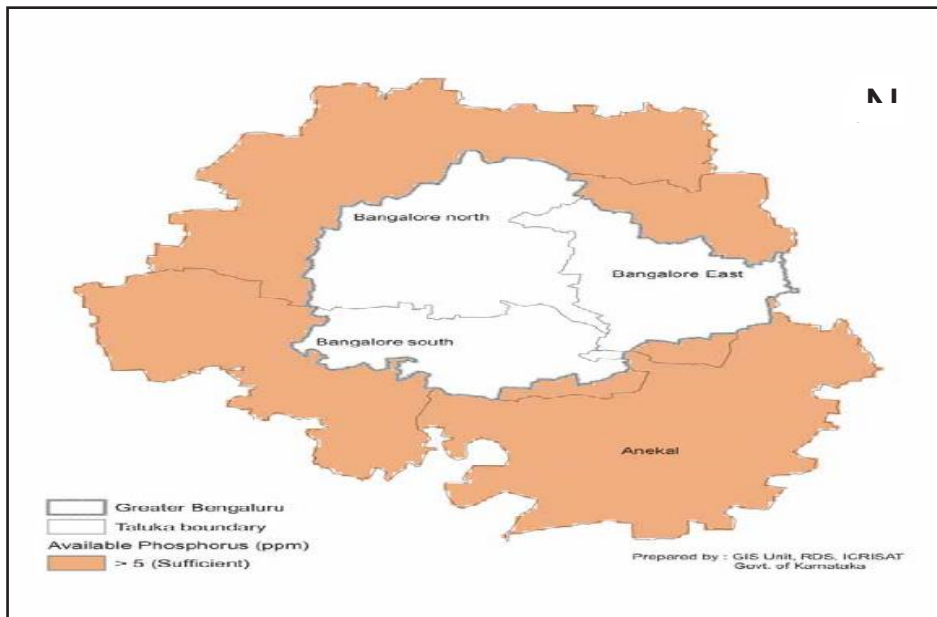 N
Bangalore north
Bangalore East
Bangalore south
Anekal
Greater Bengaluru
Taluka boundary
Available Phosphorus (ppm)
> 5 (Sufficient)
Prepared by : GIS Unit, RDS, ICRISAT
Govt. of Karnataka